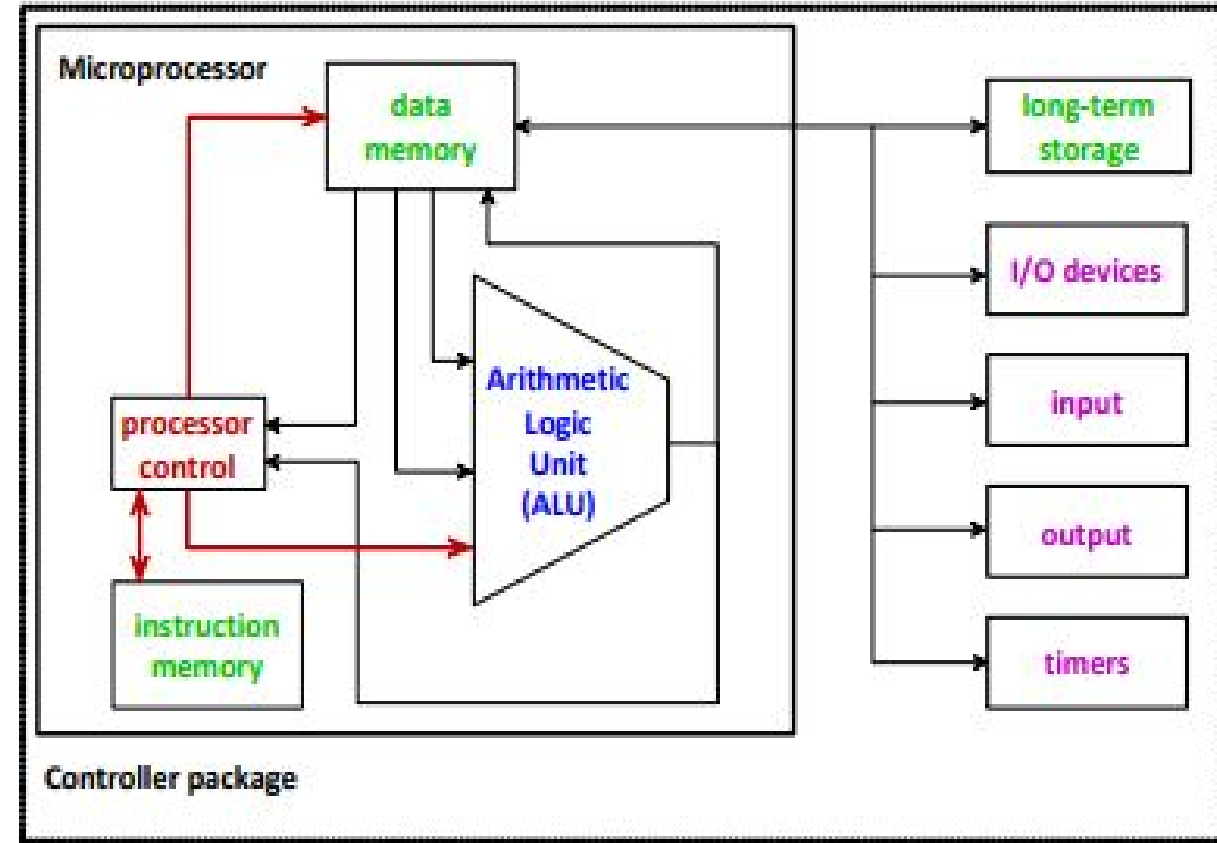 Microprocessor
data
memory
long-term
storage
I/O devices
Arithmetic
Logic
Unit
(ALU)
input
processor
control
output
instruction
memory
timers
Controller package